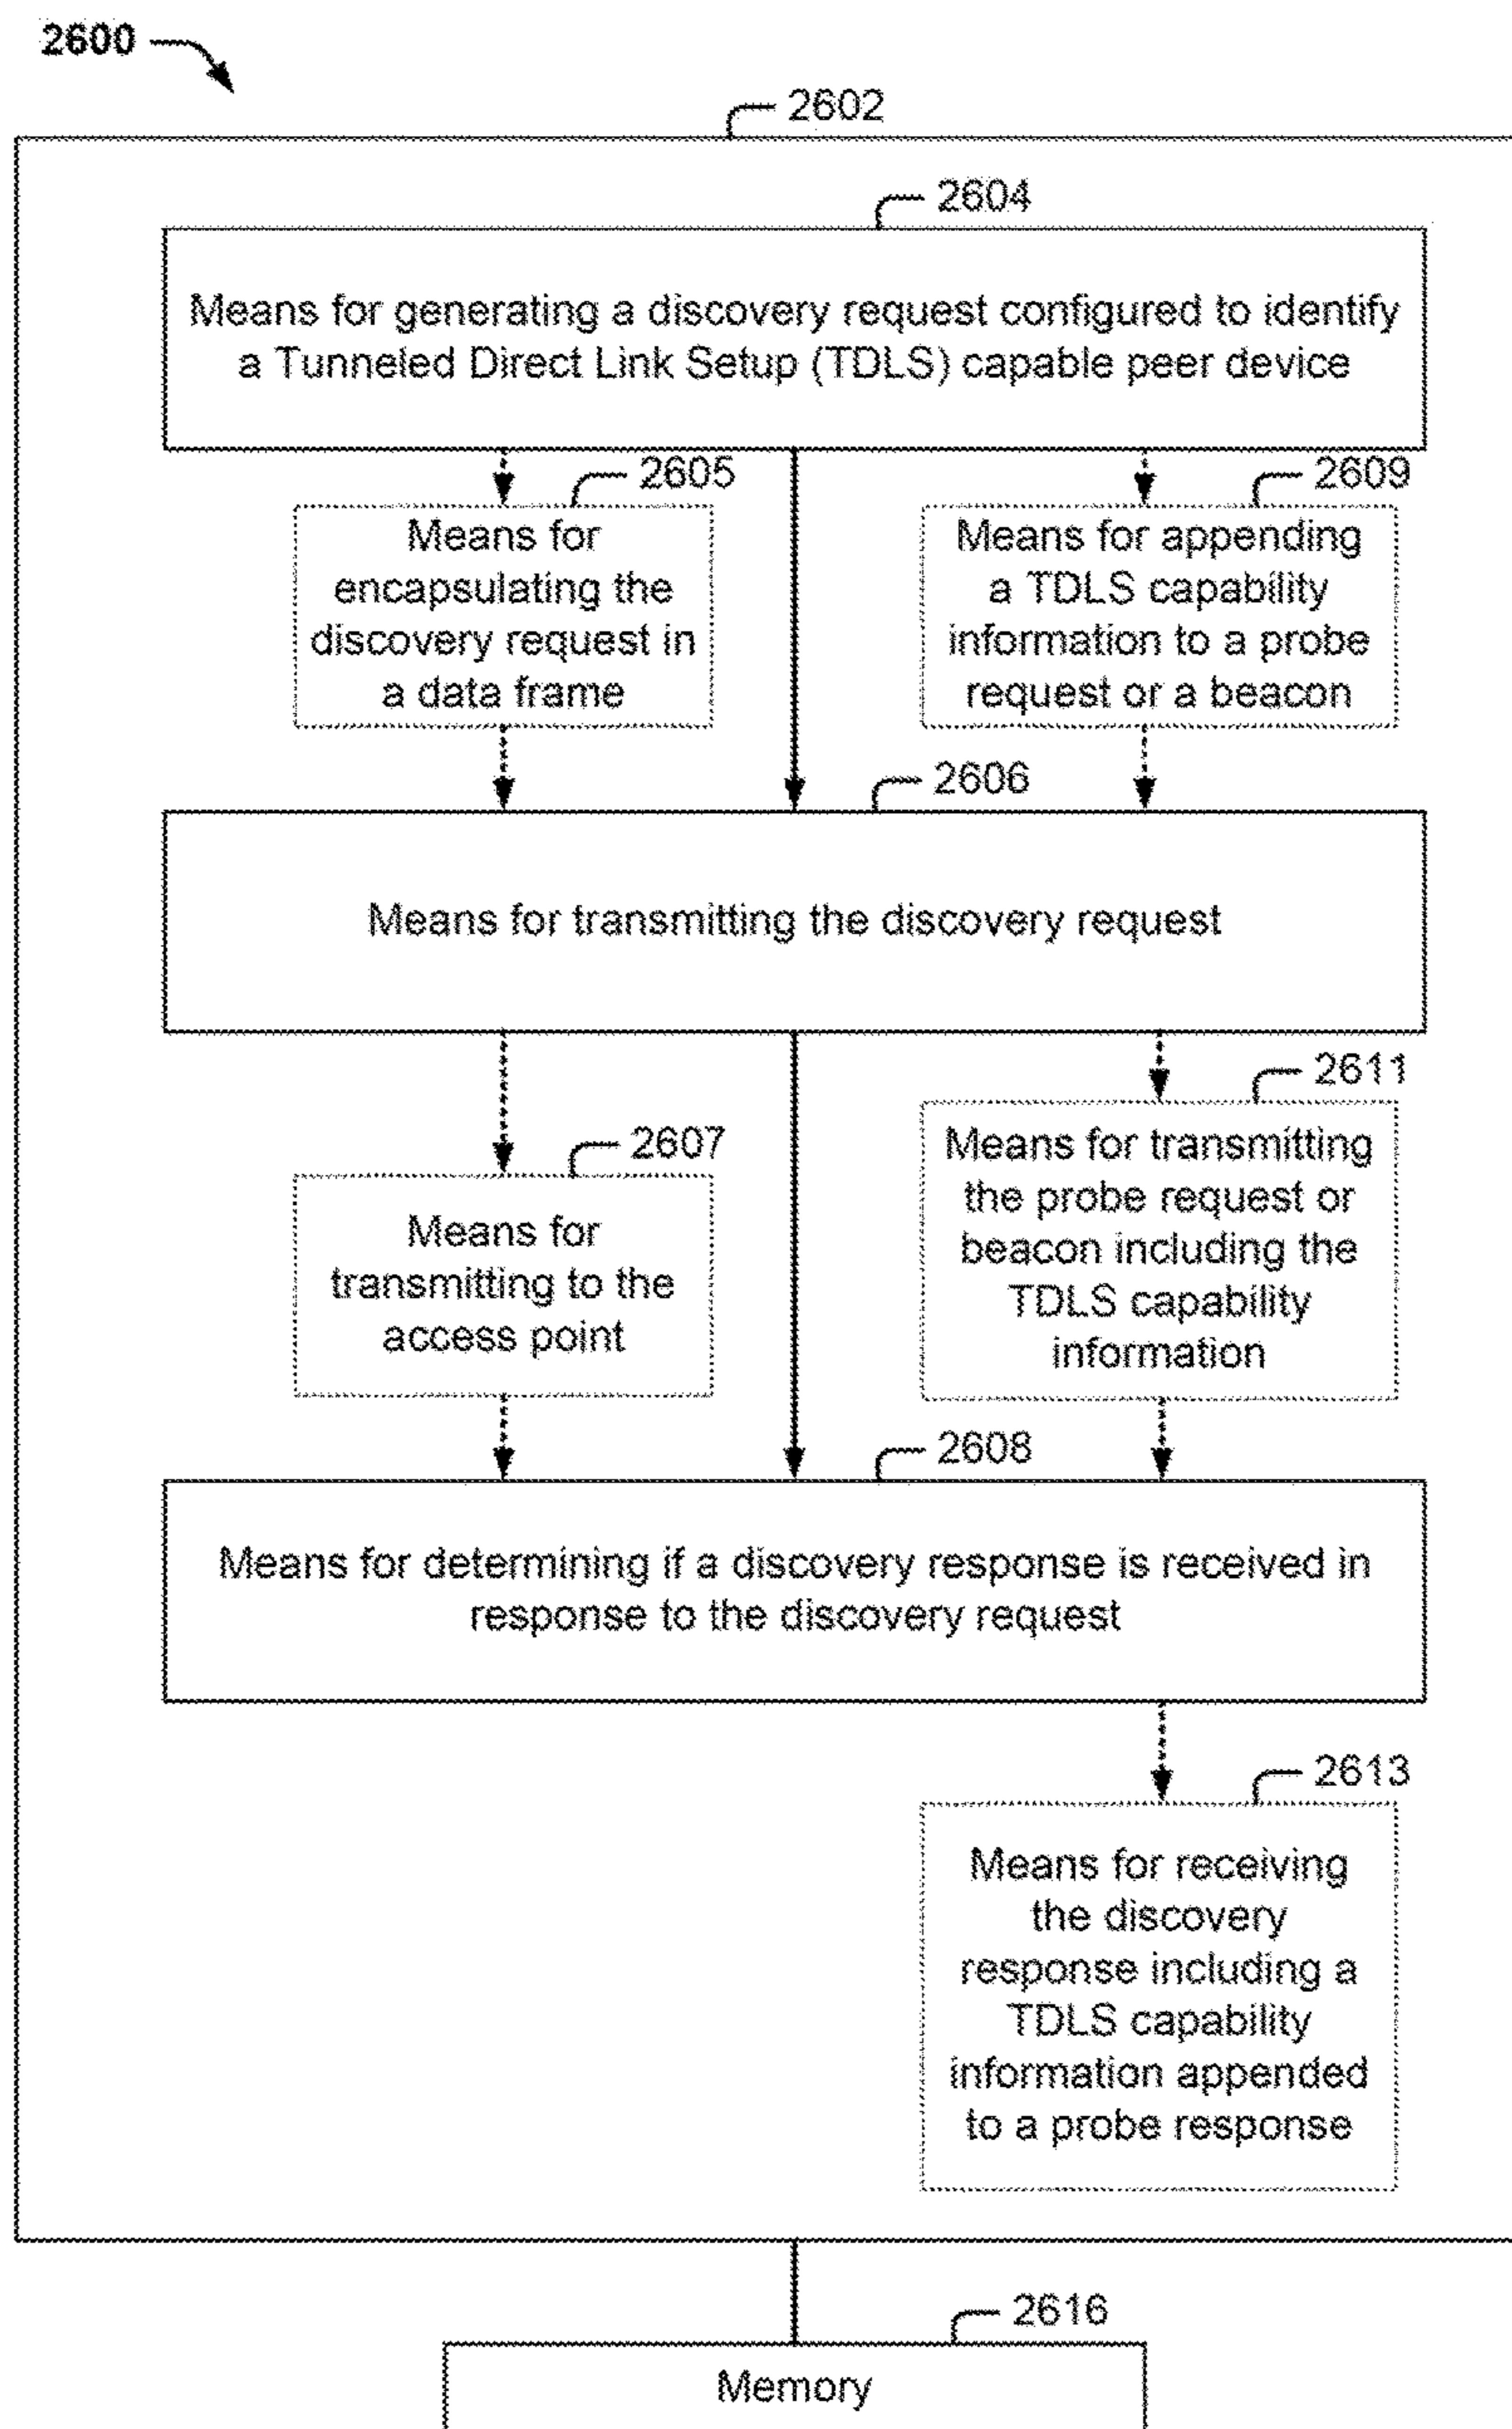 2600
2602
2604
Means for generating a discovery request configured to identify
a Tunneled Direct Link Setup (TDLS) capable peer device
2605
2609
Means for
encapsulating the
discovery request in
a data frame
Means for appending
a TDLS capability
information to a probe
request or a beacon
2606
Means for transmitting the discovery request
2611
2607
Means for
transmitting to the
access point
Means for transmitting
the probe request or
beacon including the
TDLS capability
information
2608
Means for determining if a discovery response is received in
response to the discovery request
2613
Means for receiving
the discovery
response including a
TDLS capability
information appended
to a probe response
2616
Memory